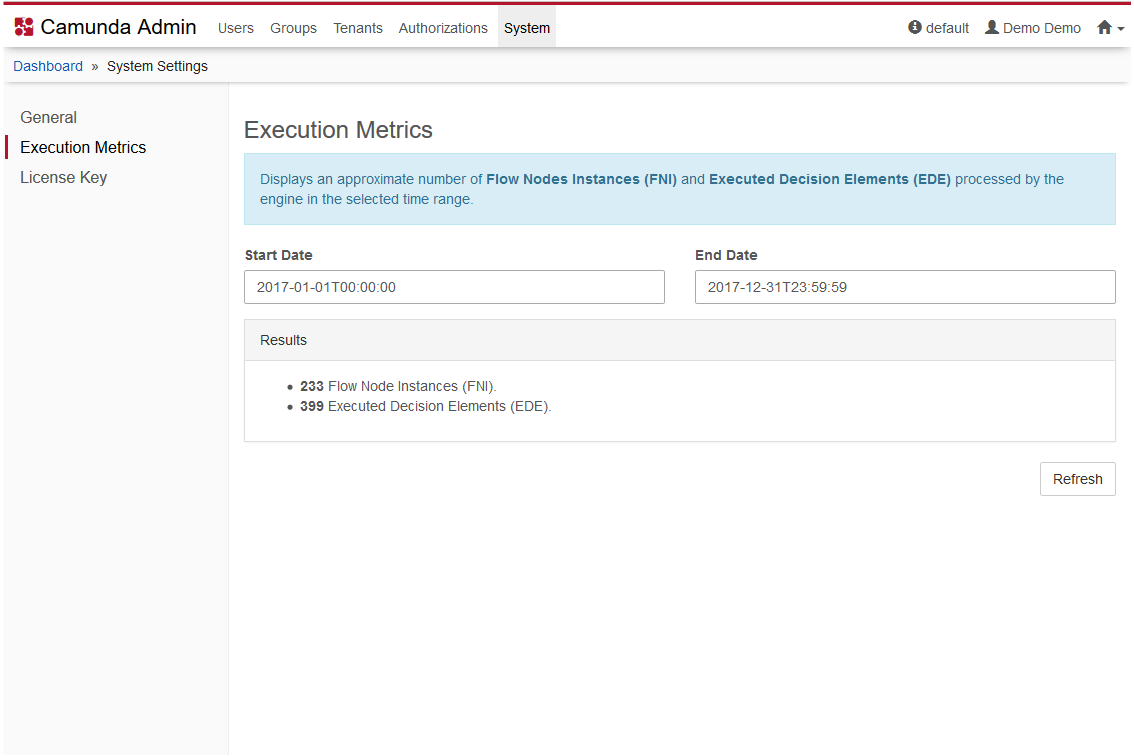 Camunda Admin Users Groups Tenants Authorizations System default Demo Demo
Dashboard » System Settings
General
Execution Metrics
License Key
Execution Metrics
Displays an approximate number of Flow Nodes Instances (FNI) and Executed Decision Elements (EDE) processed by the
engine in the selected time range.
Start Date End Date
2017-01-01T00:00:00 2017-12-31T23:59:59
Results
• 233 Flow Node Instances (FNI).
• 399 Executed Decision Elements (EDE).
Refresh